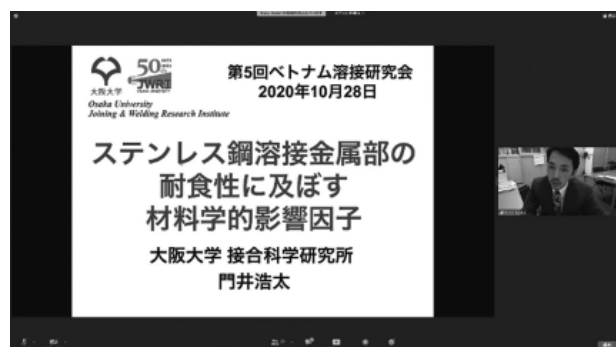 大阪大学
50
JWRI
Osaka University
Joining & Welding Research Institute
第5回ベトナム溶接研究会
2020年10月28日
ステンレス鋼溶接金属部の
耐食性に及ぼす
材料学的影響因子
大阪大学 接合科学研究所
門井浩太